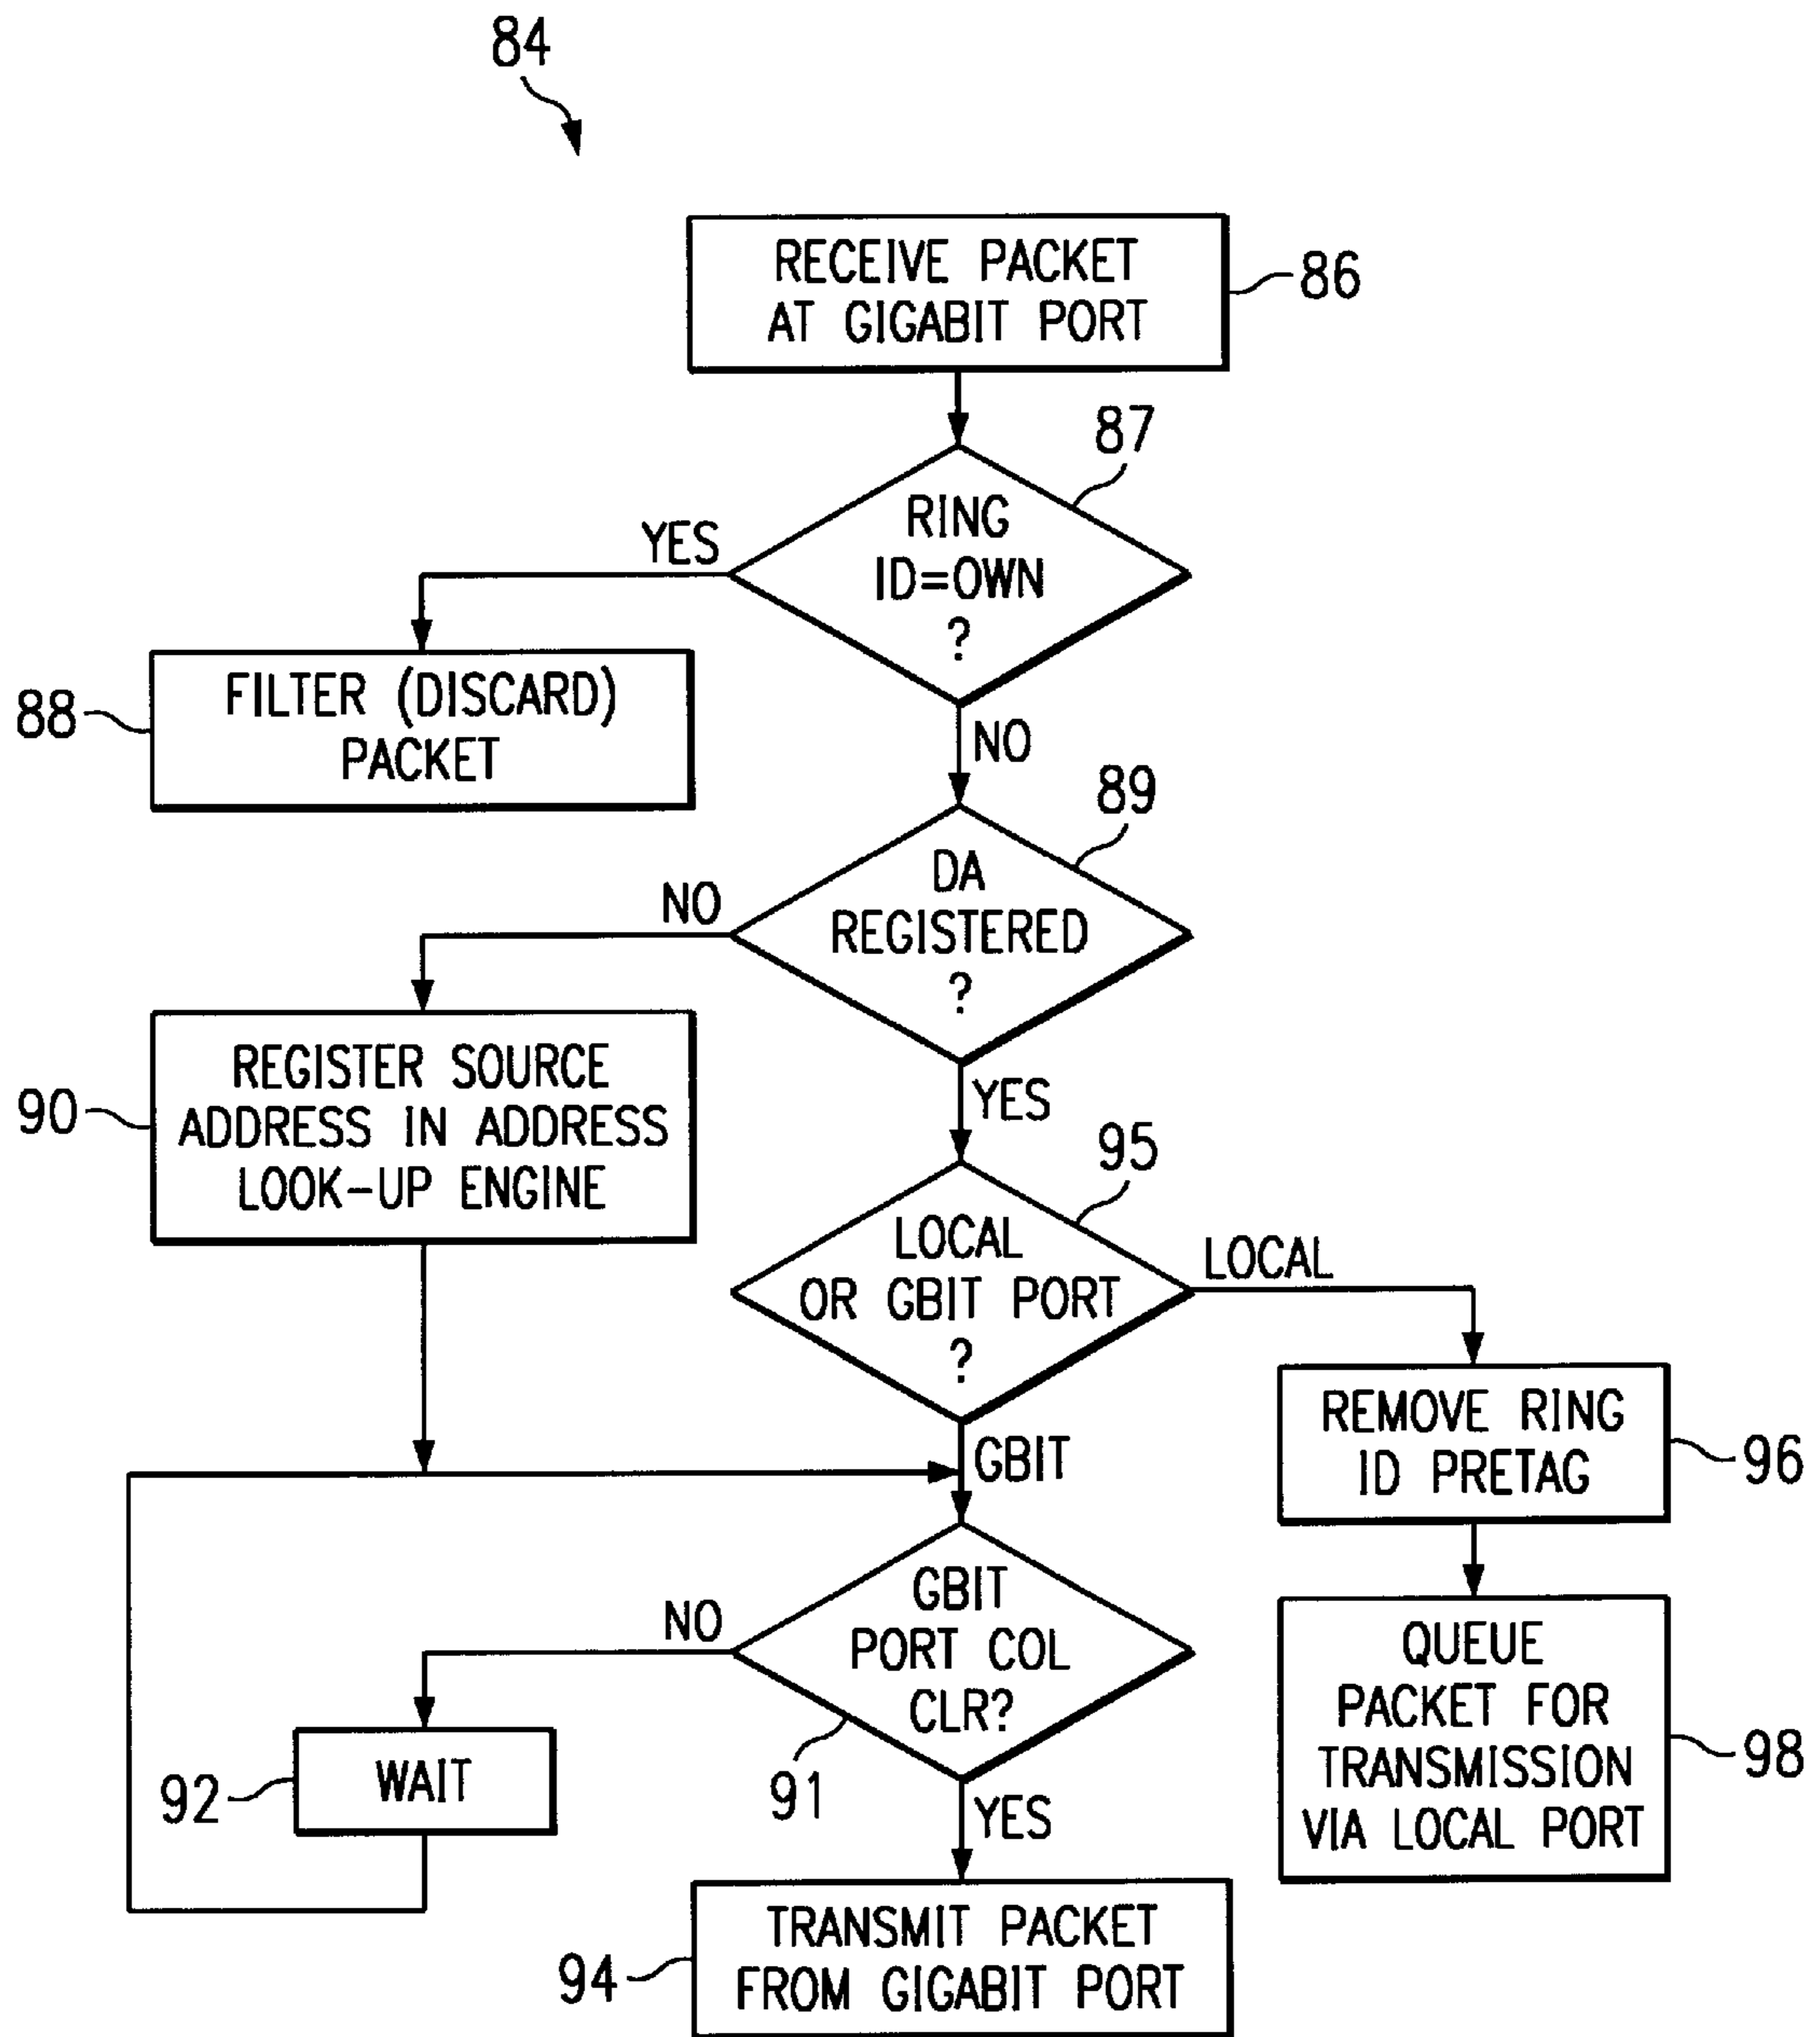 84
RECEIVE PACKET
AT GIGABIT PORT
86
87
RING
ID=OWN
?
YES
FILTER (DISCARD)
PACKET
88
NO
89
DA
REGISTERED
?
NO
REGISTER SOURCE
ADDRESS IN ADDRESS
LOOK-UP ENGINE
90
YES
95
LOCAL
OR GBIT PORT
?
LOCAL
REMOVE RING
ID PRETAG
96
GBIT
GBIT
PORT COL
CLR?
91
NO
WAIT
92
QUEUE
PACKET FOR
TRANSMISSION
VIA LOCAL PORT
98
YES
TRANSMIT PACKET
FROM GIGABIT PORT
94